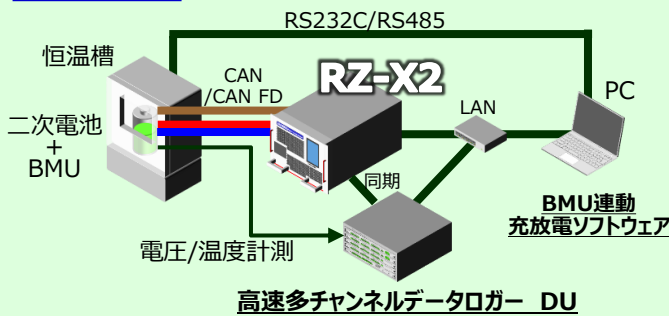 RS232C/RS485
恒温槽
CAN
/CAN FD
RZ-X2
LAN
PC
二次電池
+
BMU
同期
BMU連動
充放電ソフトウェア
電圧/温度計測
高速多チャンネルデータロガー DU